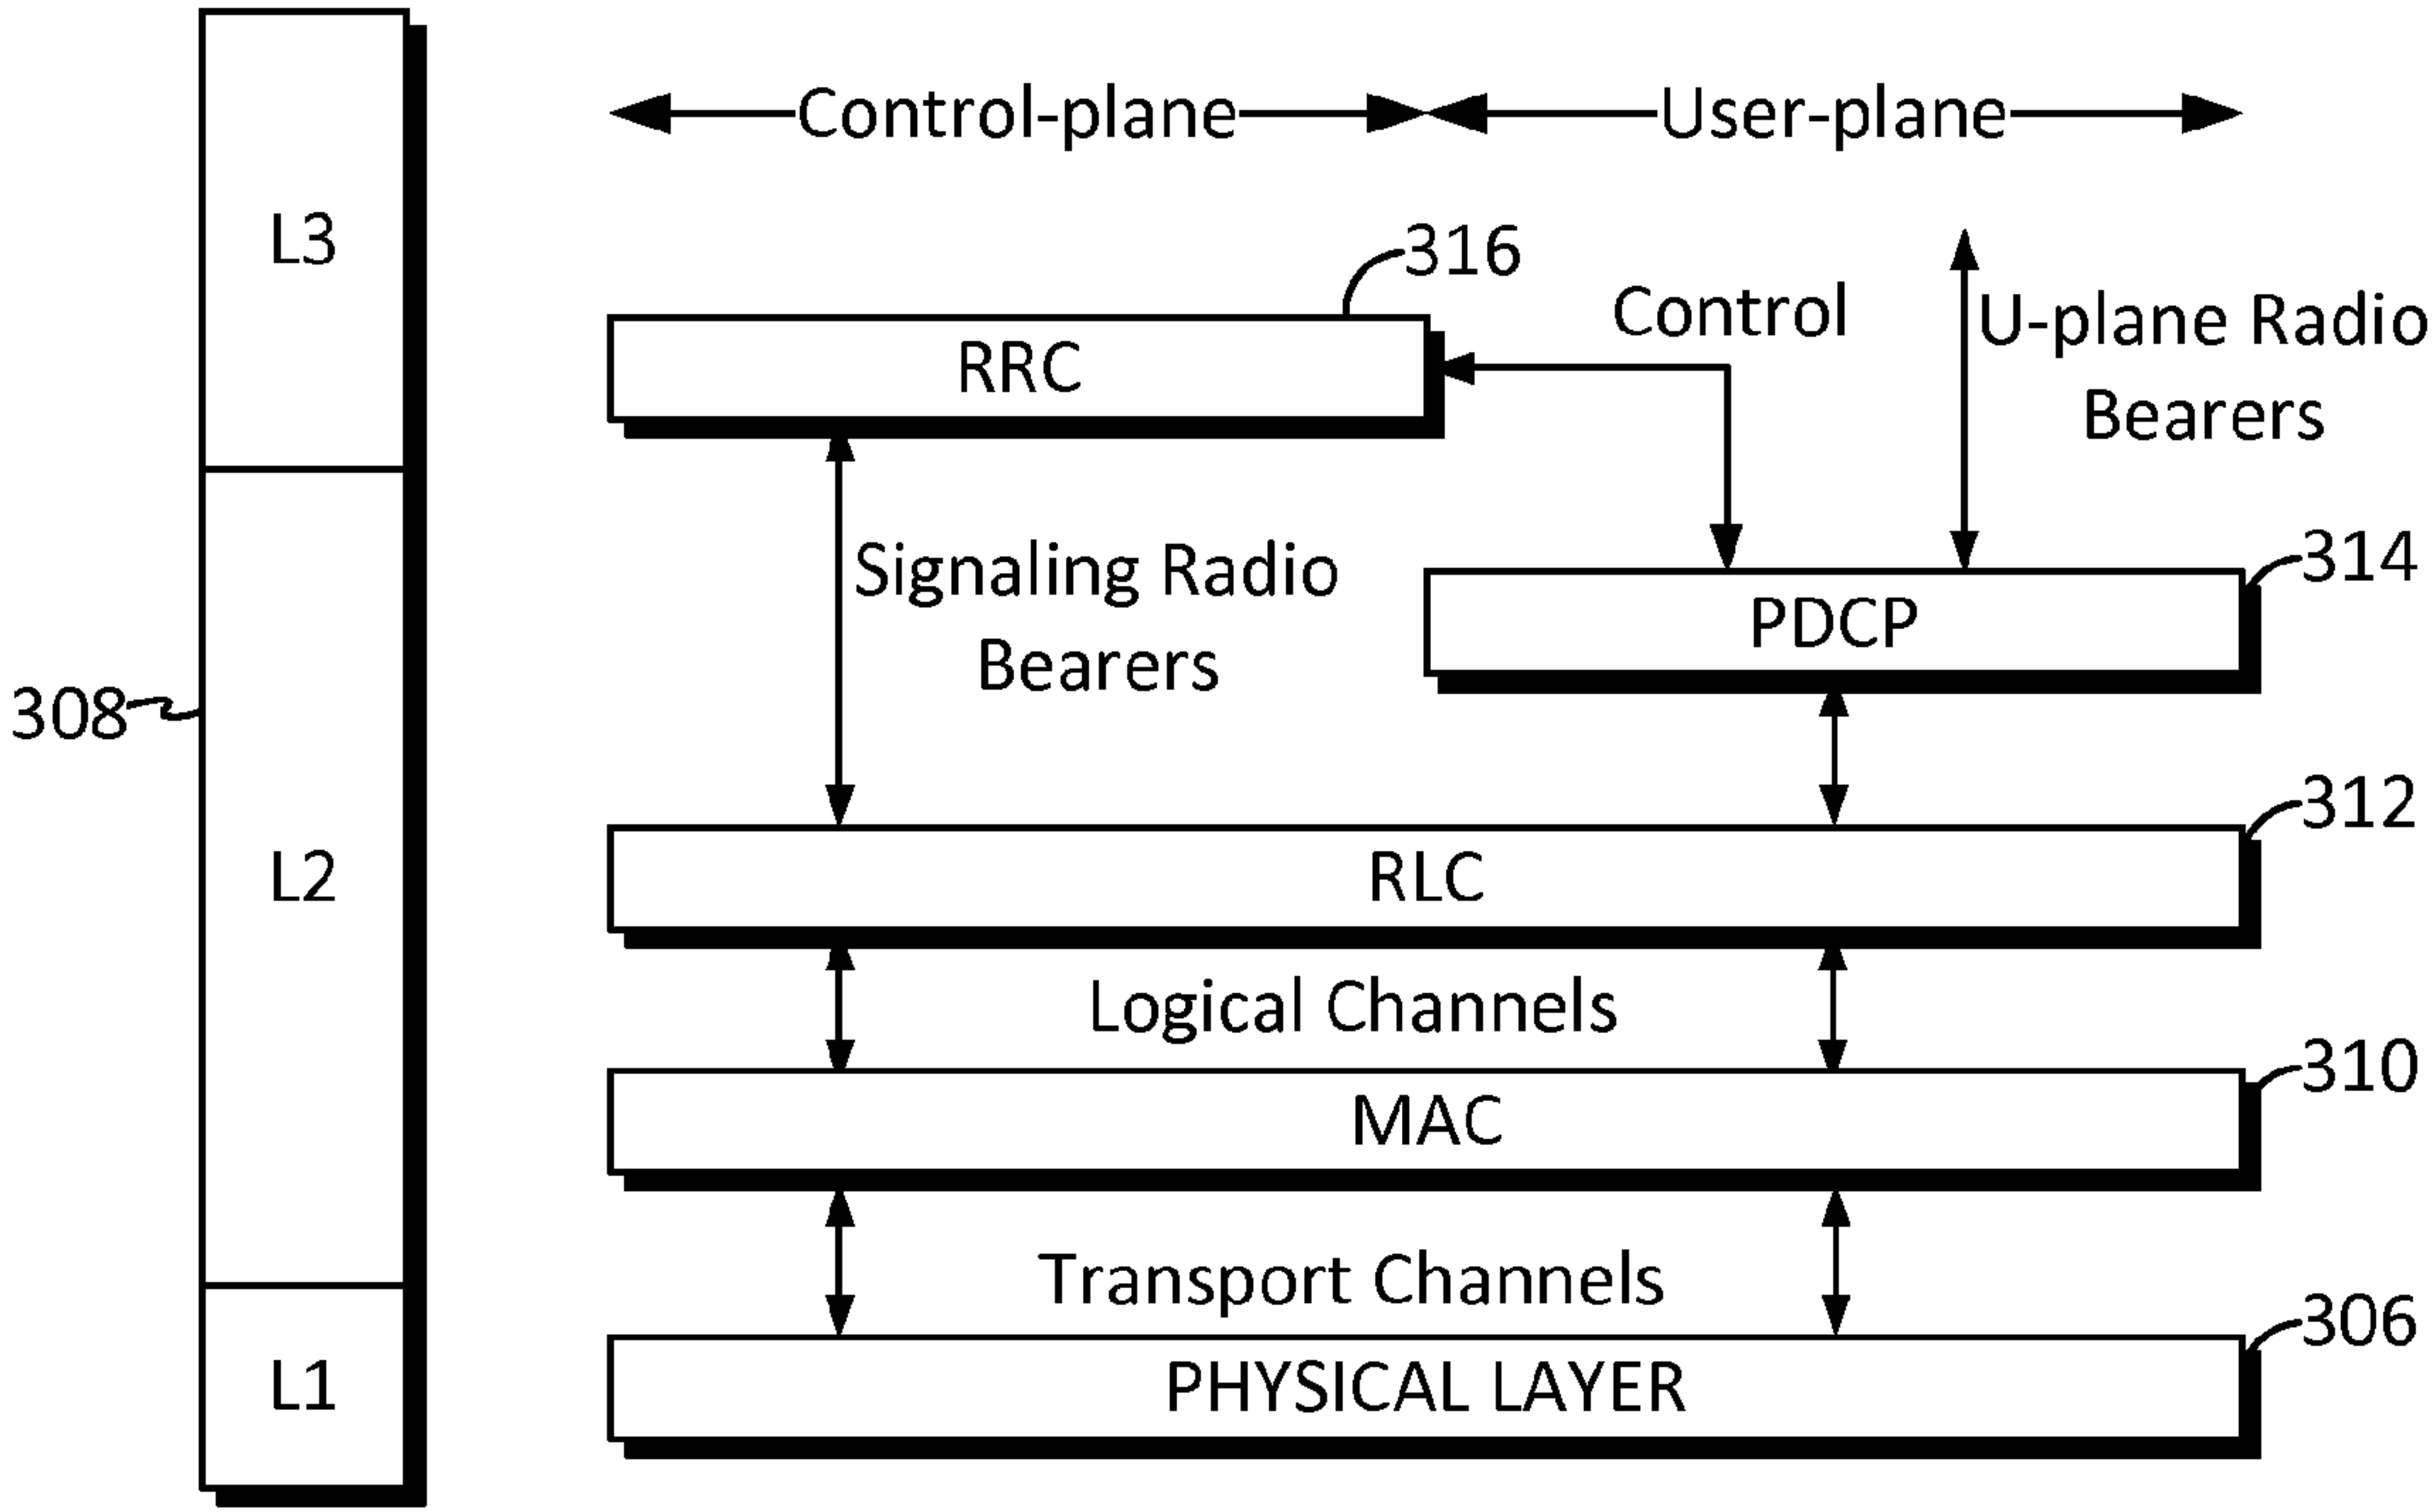 Control-plane
User-plane
L3
316
Control
U-plane Radio
Bearers
RRC
Signaling Radio
Bearers
314
PDCP
308
312
L2
RLC
Logical Channels
310
MAC
Transport Channels
306
L1
PHYSICAL LAYER